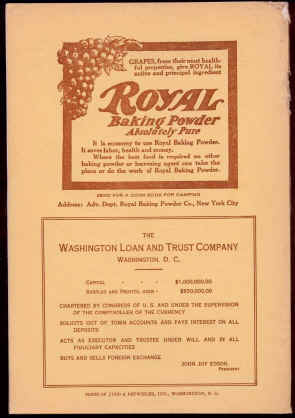 GRAPES, from their most health-
ful properties, give ROYAL its
active and principal ingredient
ROYAL
Baking Powder
Absolutely Pure
It is economy to use Royal Baking Powder.
It saves labor, health and money.
Where the best food is required no other
baking powder or leavening agent can take the
place or do the work of Royal Baking Powder.
SEND FOR A COOK BOOK FOR CAMPING
Address: Adv. Dept. Royal Baking Powder Co., New York City
THE
WASHINGTON LOAN AND TRUST COMPANY
WASHINGTON, D. C.
CAPITAL - - - $1,000,000.00
SURPLUS AND PROFITS, OVER -
CHARTERED BY CONGRESS OF U. S. AND UNDER THE SUPERVISION
OF THE COMPTROLLER OF THE CURRENCY
SOLICITS OUT OF TOWN ACCOUNTS AND PAYS INTEREST ON ALL
DEPOSITS
ACTS AS EXECUTOR AND TRUSTEE UNDER WILL AND IN ALL
FIDUCIARY CAPACITIES
BUYS AND SELLS FOREIGN EXCHANGE
JOHN JOY EDSON,
President
PRESS OF JUDD & DETWEILER, INC., WASHINGTON, D. C.